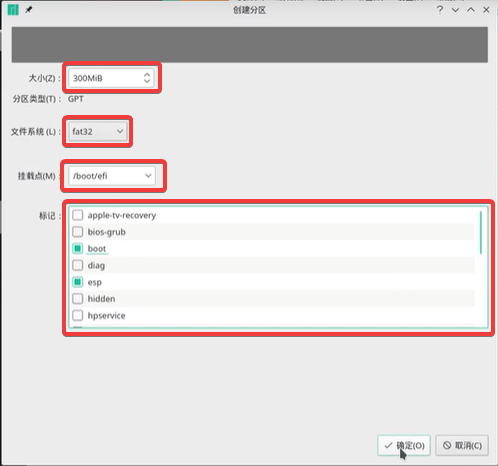 创建分区
大小(Z)： 300MiB
分区类型(T)： GPT
文件系统 (L)： fat32
挂载点(M)： /boot/efi
标记：
apple-tv-recovery
bios-grub
boot
diag
esp
hidden
hpservice
确定(O) 取消(C)